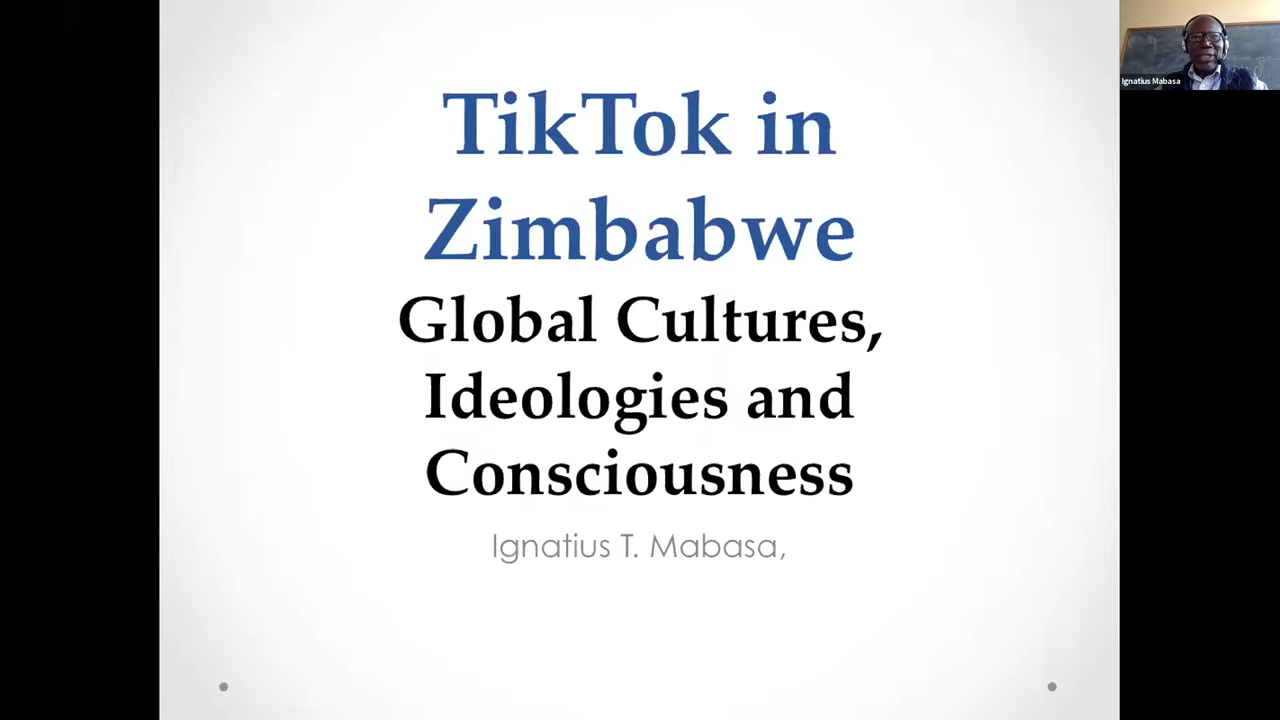 TikTok in
Zimbabwe
Global Cultures,
Ideologies and
Consciousness
Ignatius T. Mabasa,
Ignatius Mabasa